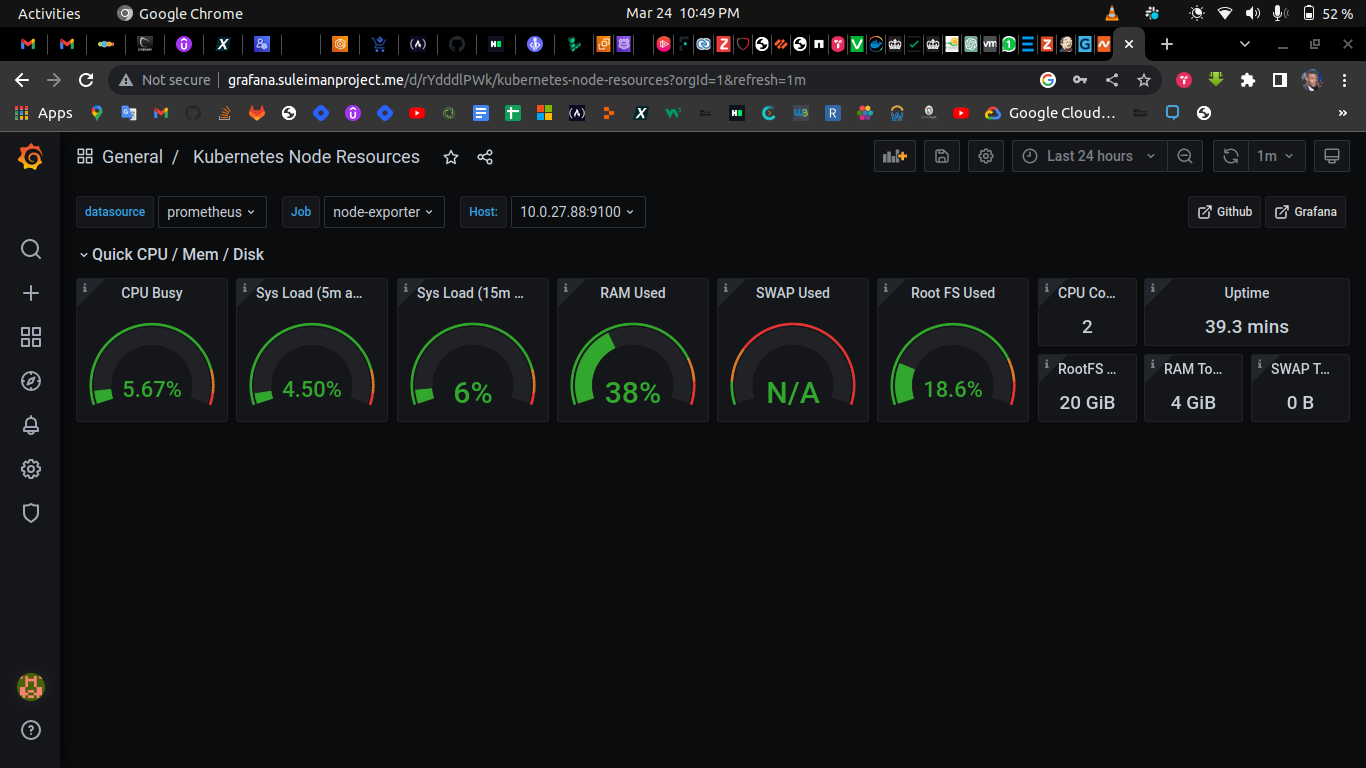 Activities Google Chrome Mar 24 10:49 PM 52 %
Not secure grafana.suleimanproject.me/d/rYdddlPWk/kubernetes-node-resources?orgId=1&refresh=1m
Apps Google Cloud... »
General / Kubernetes Node Resources Last 24 hours 1m
datasource prometheus Job node-exporter Host: 10.0.27.88:9100 Github Grafana
Quick CPU / Mem / Disk
CPU Busy
5.67%
Sys Load (5m a...
4.50%
Sys Load (15m ...
6%
RAM Used
38%
SWAP Used
N/A
Root FS Used
18.6%
CPU Co...
2
Uptime
39.3 mins
RootFS ...
20 GiB
RAM To...
4 GiB
SWAP T...
0 B